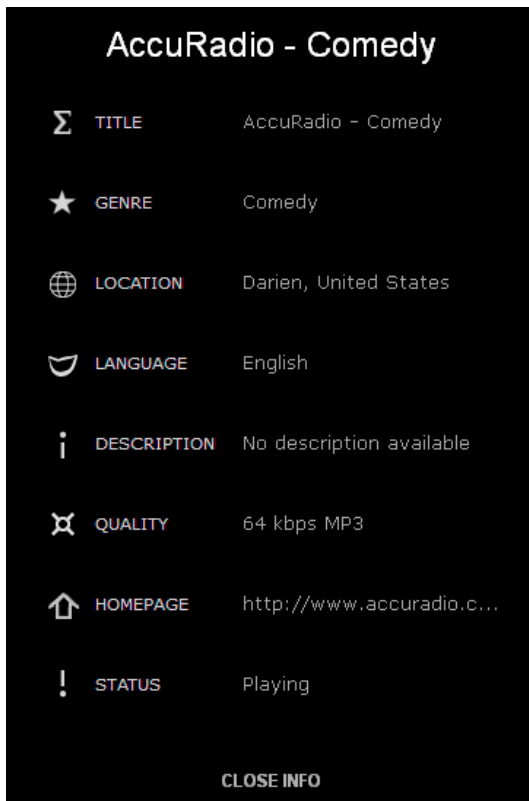 AccuRadio - Comedy
TITLE AccuRadio - Comedy
GENRE Comedy
LOCATION Darien, United States
LANGUAGE English
DESCRIPTION No description available
QUALITY 64 kbps MP3
HOMEPAGE http://www.accuradio.c...
STATUS Playing
CLOSE INFO